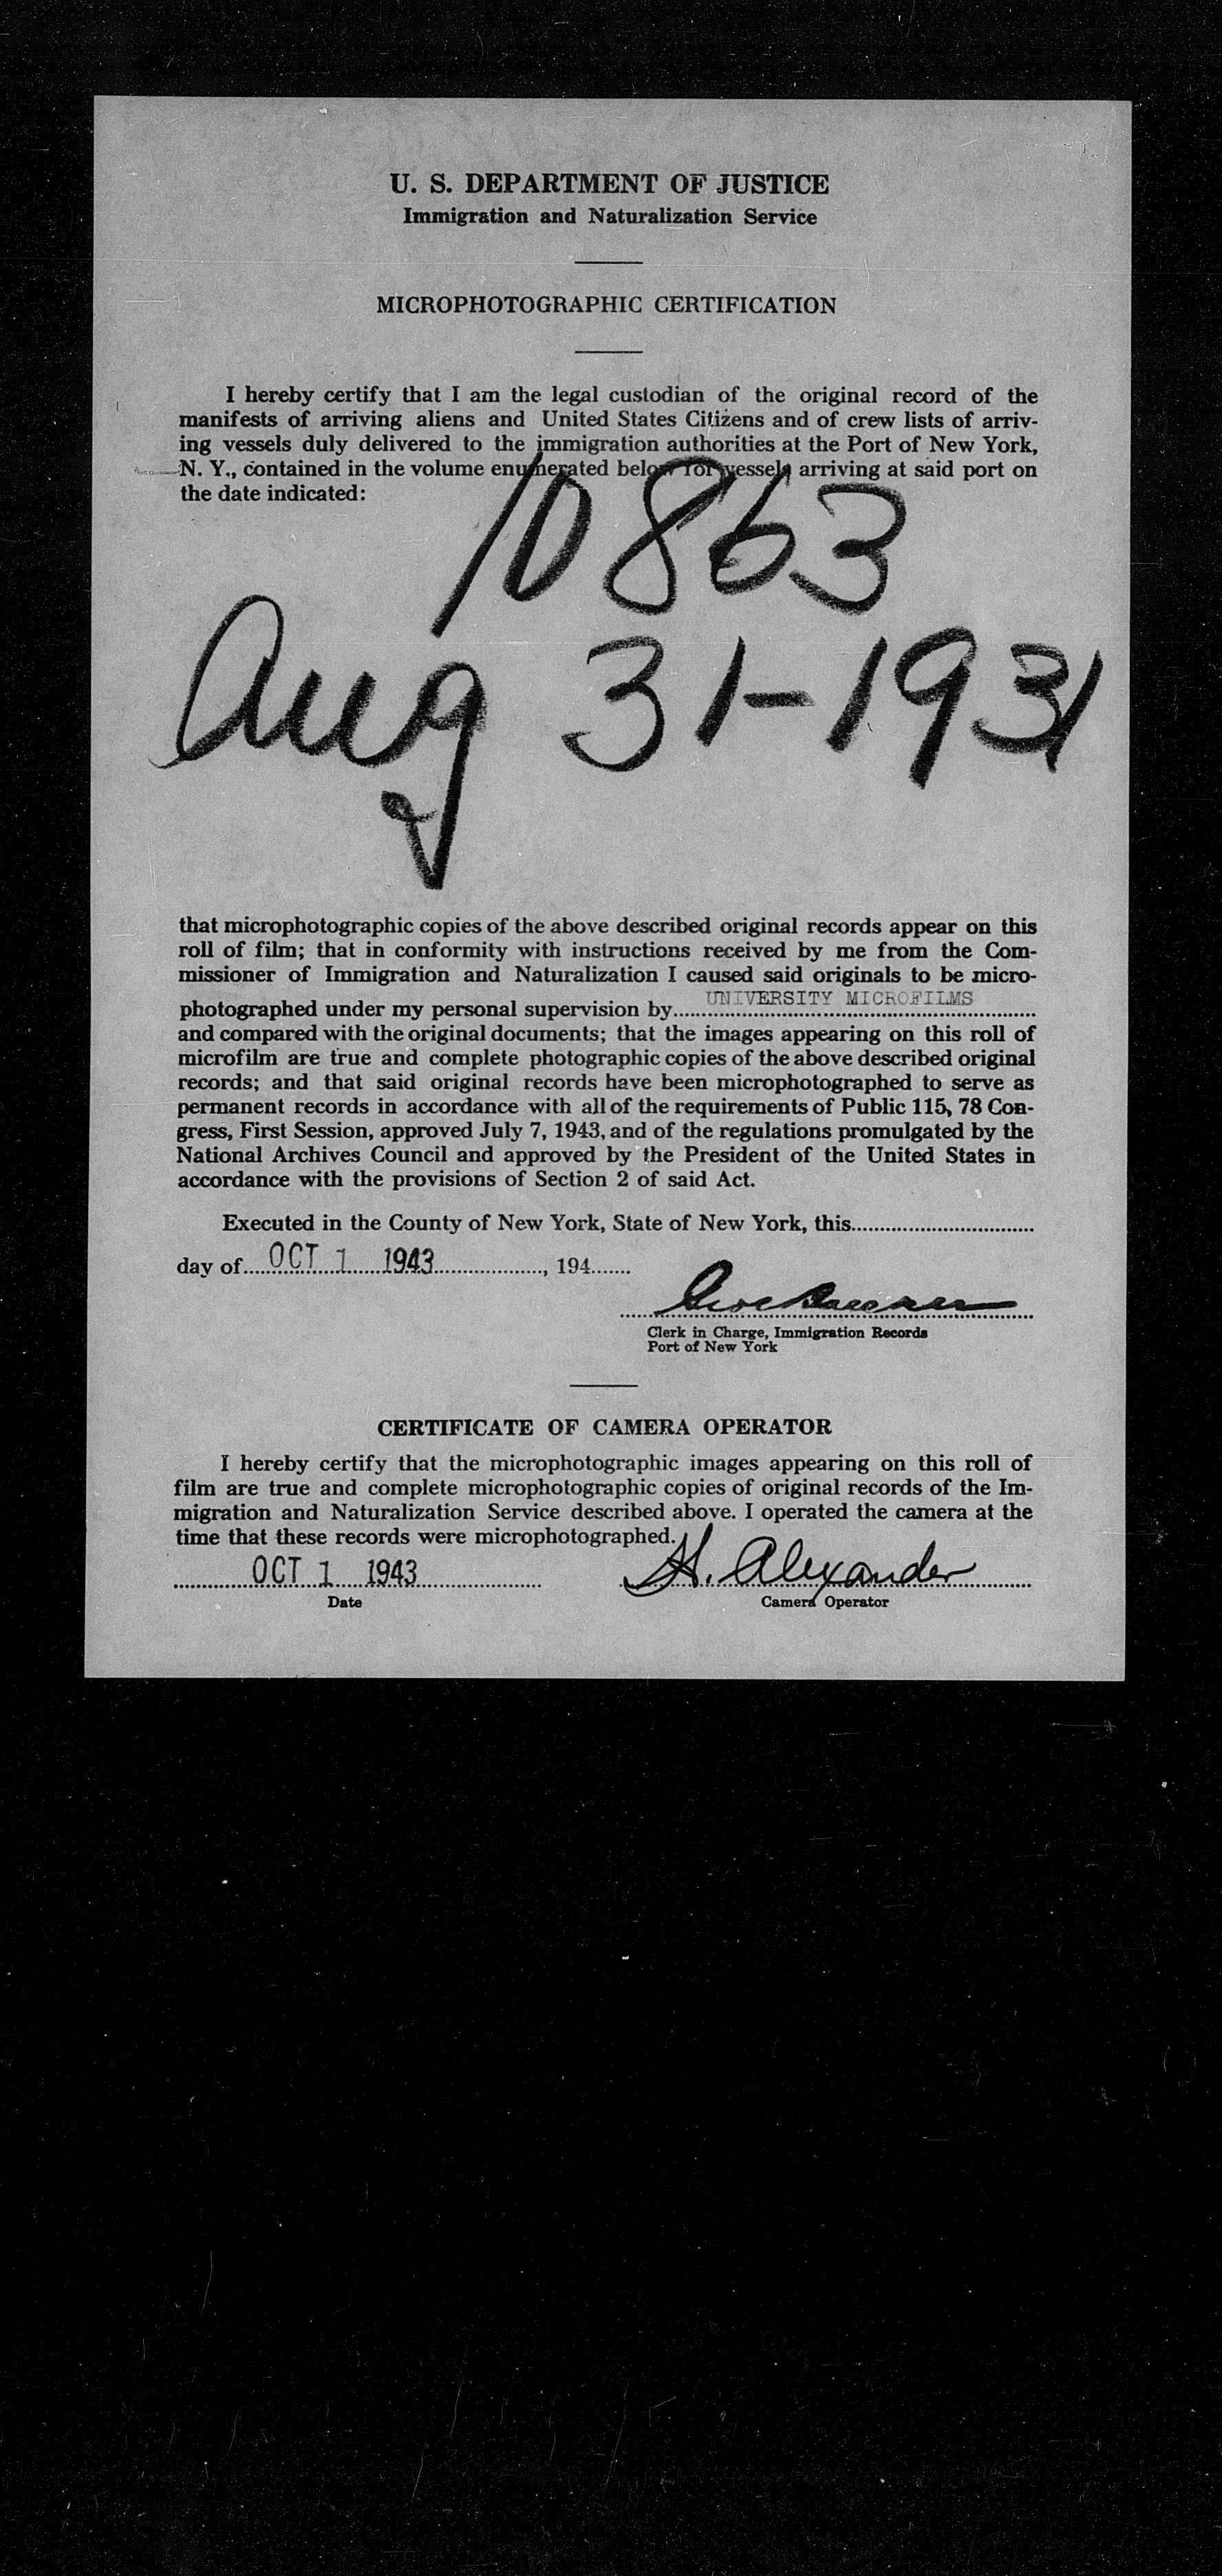 U. S. DEPARTMENT OF JUSTICE
Immigration and Naturalization Service
MICROPHOTOGRAPHIC CERTIFICATION
I hereby certify that I am the legal custodian of the original record of the
manifests of arriving aliens and United States Citizens and of crew lists of arriv-
ing vessels duly delivered to the immigration authorities at the Port of New York,
N. Y., contained in the volume enumerated below for vessels arriving at said port on
the date indicated:
10863
Aug 31-1931
that microphotographic copies of the above described original records appear on this
roll of film; that in conformity with instructions received by me from the Com-
missioner of Immigration and Naturalization I caused said originals to be micro-
photographed under my personal supervision by UNIVERSITY MICROFILMS
and compared with the original documents; that the images appearing on this roll of
microfilm are true and complete photographic copies of the above described original
records; and that said original records have been microphotographed to serve as
permanent records in accordance with all of the requirements of Public 115, 78 Con-
gress, First Session, approved July 7, 1943, and of the regulations promulgated by the
National Archives Council and approved by the President of the United States in
accordance with the provisions of Section 2 of said Act.
Executed in the County of New York, State of New York, this
day of OCT 1 1943, 194
Clerk in Charge, Immigration Records
Port of New York
CERTIFICATE OF CAMERA OPERATOR
I hereby certify that the microphotographic images appearing on this roll of
film are true and complete microphotographic copies of original records of the Im-
migration and Naturalization Service described above. I operated the camera at the
time that these records were microphotographed.
OCT 1 1943 H. Alexander
Date Camera Operator